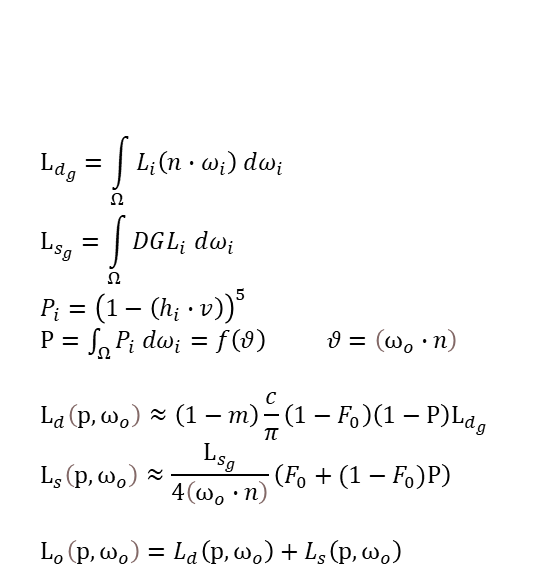 L_{d_g} = ∫_Ω L_i(n · ω_i) dω_i
L_{s_g} = ∫_Ω DGL_i dω_i
P_i = (1 − (h_i · v))^5
P = ∫_Ω P_i dω_i = f(ϑ) ϑ = (ω_o · n)
L_d(p, ω_o) ≈ (1 − m) c/π (1 − F_0)(1 − P)L_{d_g}
L_s(p, ω_o) ≈ L_{s_g}/4(ω_o · n) (F_0 + (1 − F_0)P)
L_o(p, ω_o) = L_d(p, ω_o) + L_s(p, ω_o)